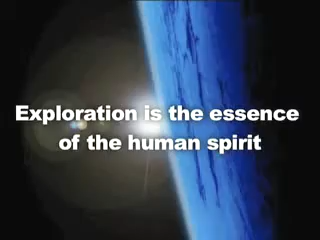 Exploration is the essence
of the human spirit